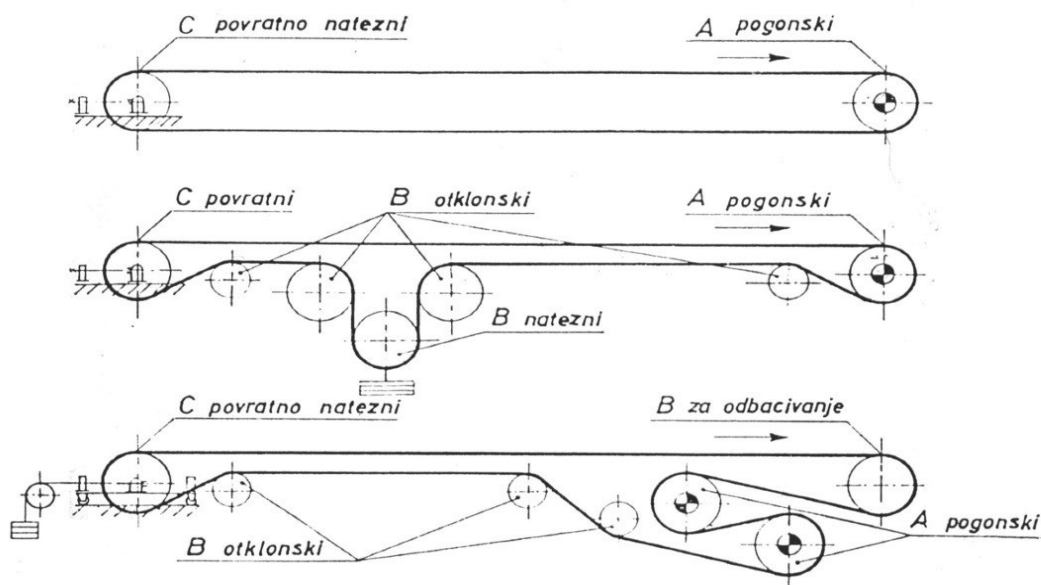 C povratno natezni
A pogonski
C povratni
B otklonski
A pogonski
B natezni
C povratno natezni
B za odbacivanje
B otklonski
A pogonski